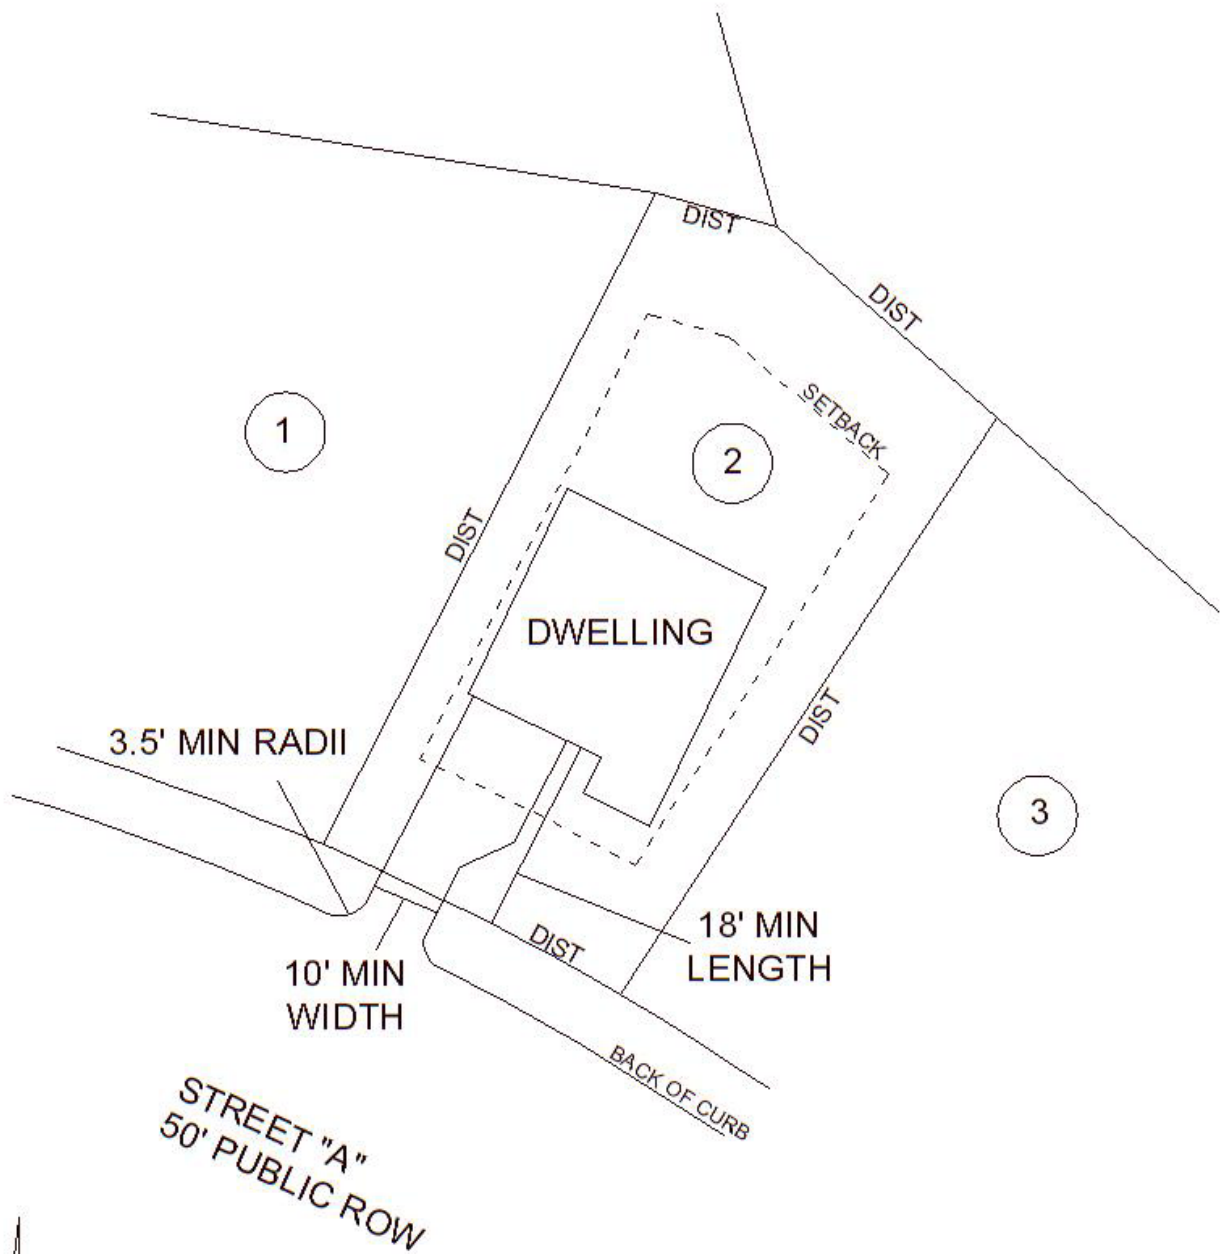 DIST
DIST
SETBACK
1
2
DIST
DWELLING
DIST
3.5' MIN RADII
3
18' MIN
LENGTH
DIST
10' MIN
WIDTH
BACK OF CURB
STREET "A"
50' PUBLIC ROW